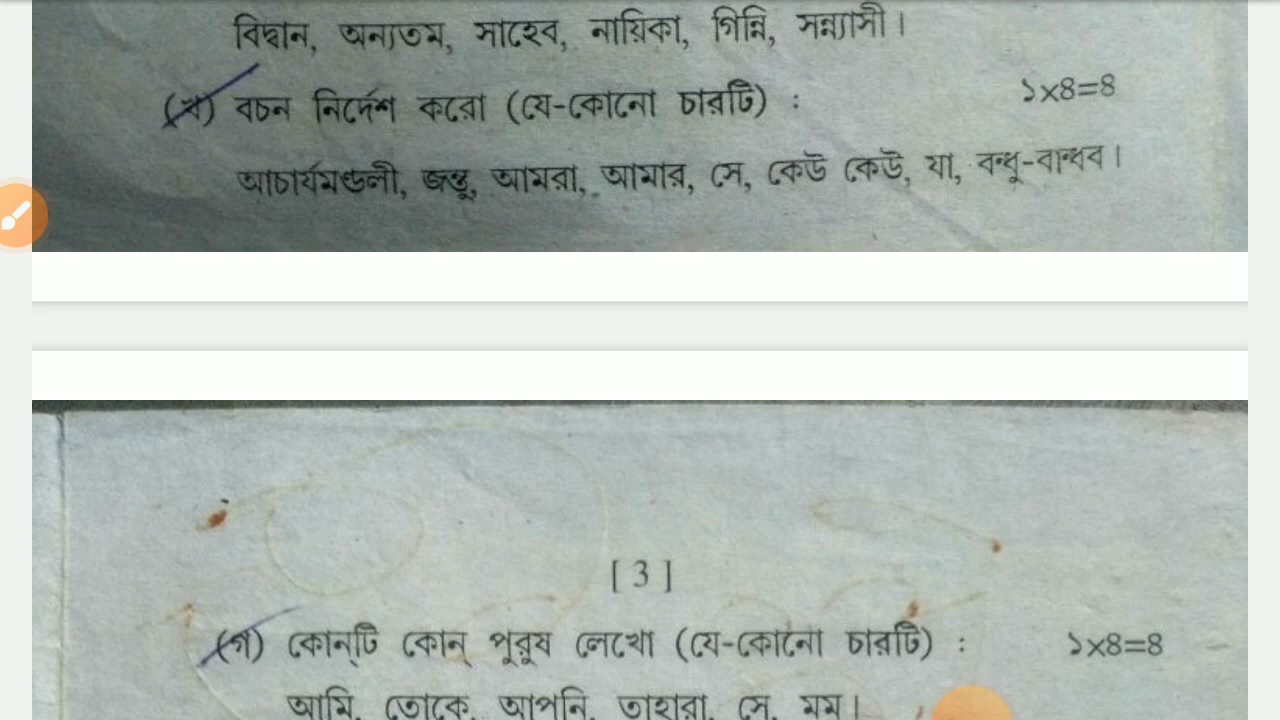 বিদ্বান, অন্যতম, সাহেব, নায়িকা, গিন্নি, সন্ন্যাসী।
(খ) বচন নির্দেশ করো (যে-কোনো চারটি) : ১×৪=৪
আচার্যমণ্ডলী, জন্তু, আমরা, আমার, সে, কেউ কেউ, যা, বন্ধু-বান্ধব।
[ 3 ]
(গ) কোন্‌টি কোন্ পুরুষ লেখো (যে-কোনো চারটি) : ১×৪=৪
আমি, তোকে, আপনি, তাহারা, সে, মম।